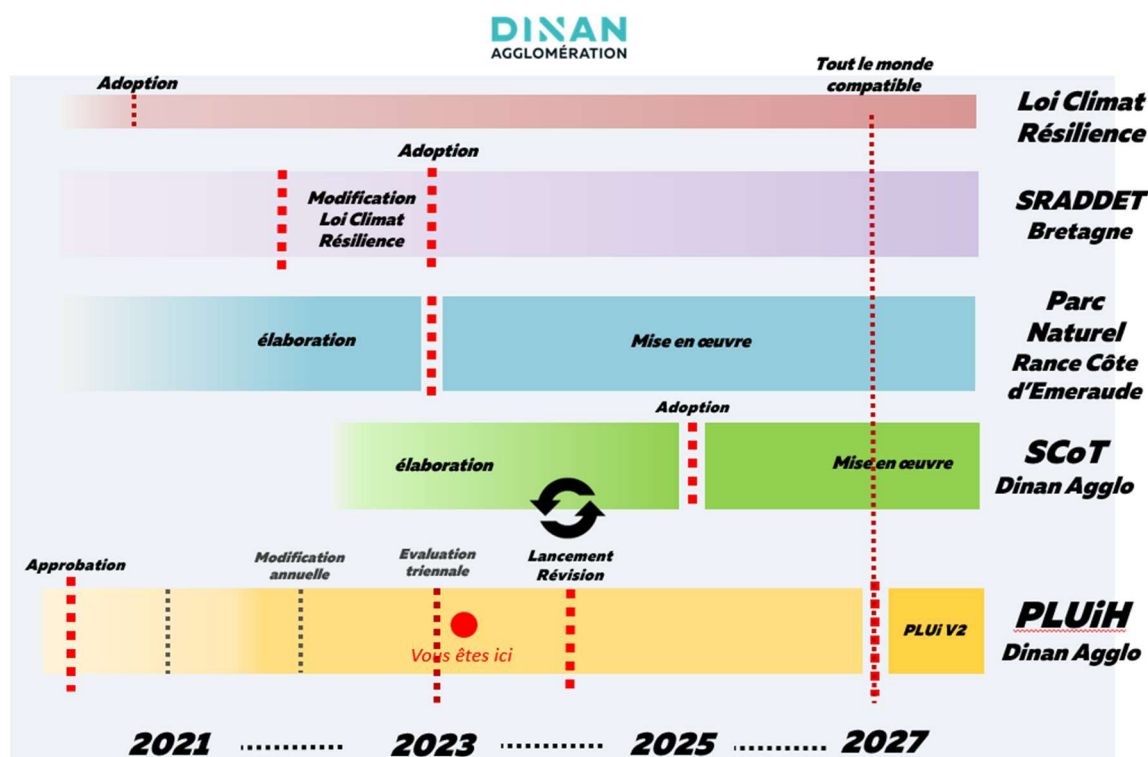 DINAN
AGGLOMÉRATION
Adoption
Tout le monde
compatible
Loi Climat
Résilience
Adoption
Modification
Loi Climat
Résilience
SRADDET
Bretagne
élaboration
Mise en œuvre
Parc
Naturel
Rance Côte
d'Emeraude
Adoption
élaboration
Mise en œuvre
SCoT
Dinan Agglo
Approbation
Modification
annuelle
Evaluation
triennale
Lancement
Révision
Vous êtes ici
PLUi V2
PLUiH
Dinan Agglo
2021
2023
2025
2027